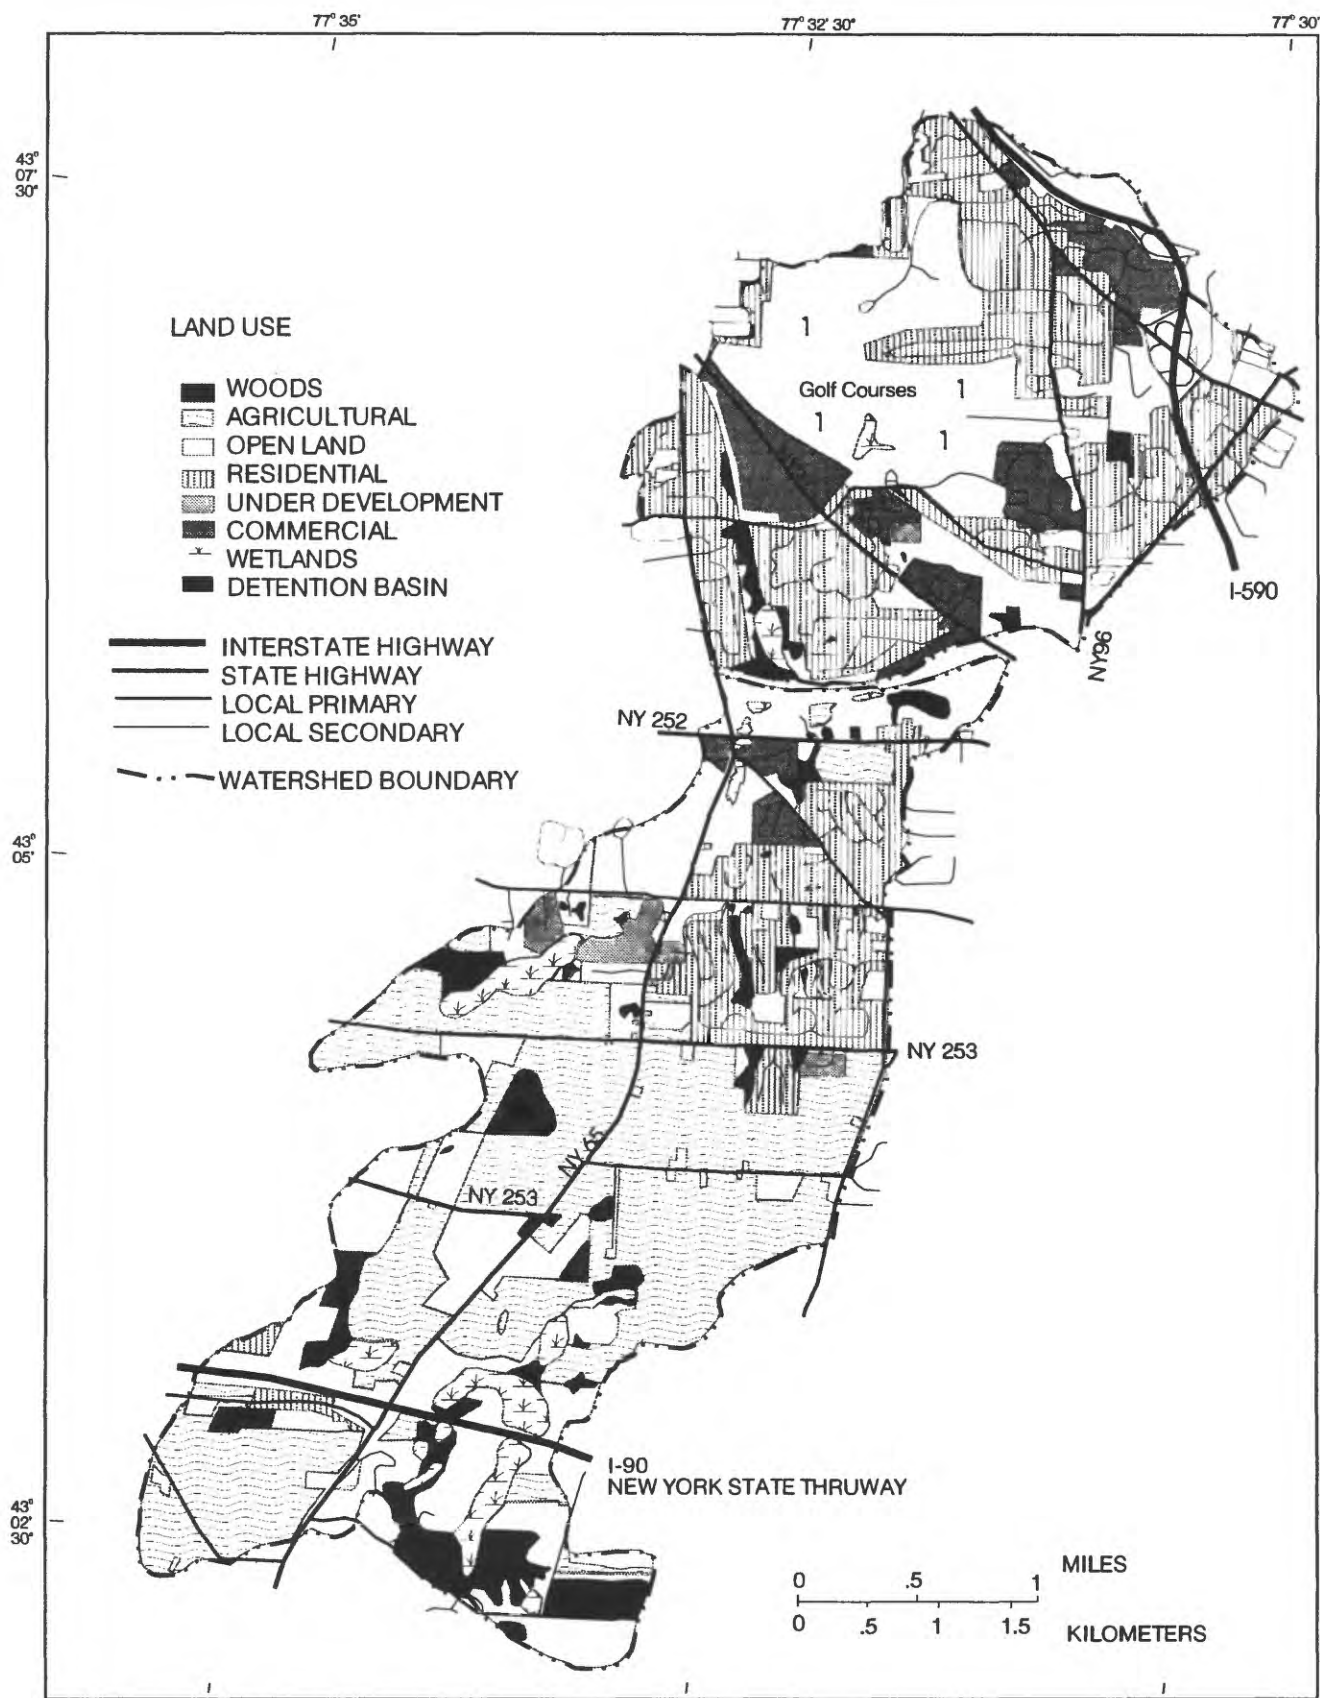 77° 35'
77° 32' 30"
77° 30'
43°
07'
30"
1
LAND USE
WOODS
AGRICULTURAL
OPEN LAND
RESIDENTIAL
UNDER DEVELOPMENT
COMMERCIAL
WETLANDS
DETENTION BASIN
Golf Courses
1
1
1
I-590
INTERSTATE HIGHWAY
STATE HIGHWAY
LOCAL PRIMARY
LOCAL SECONDARY
WATERSHED BOUNDARY
NY96
NY 252
43°
05'
NY 253
NY 65
NY 253
I-90
NEW YORK STATE THRUWAY
43°
02'
30"
0 .5 1 MILES
0 .5 1 1.5 KILOMETERS